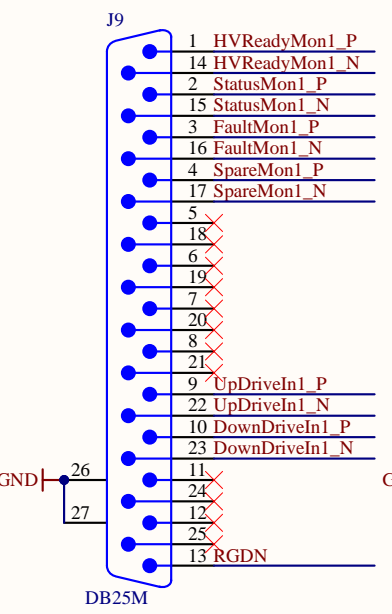 J9
1 HVReadyMon1_P
14 HVReadyMon1_N
2 StatusMon1_P
15 StatusMon1_N
3 FaultMon1_P
16 FaultMon1_N
4 SpareMon1_P
17 SpareMon1_N
5
18
6
19
7
20
8
21
9 UpDriveIn1_P
22 UpDriveIn1_N
10 DownDriveIn1_P
23 DownDriveIn1_N
GND 26
11
G
24
27
12
25
13 RGDN
DB25M